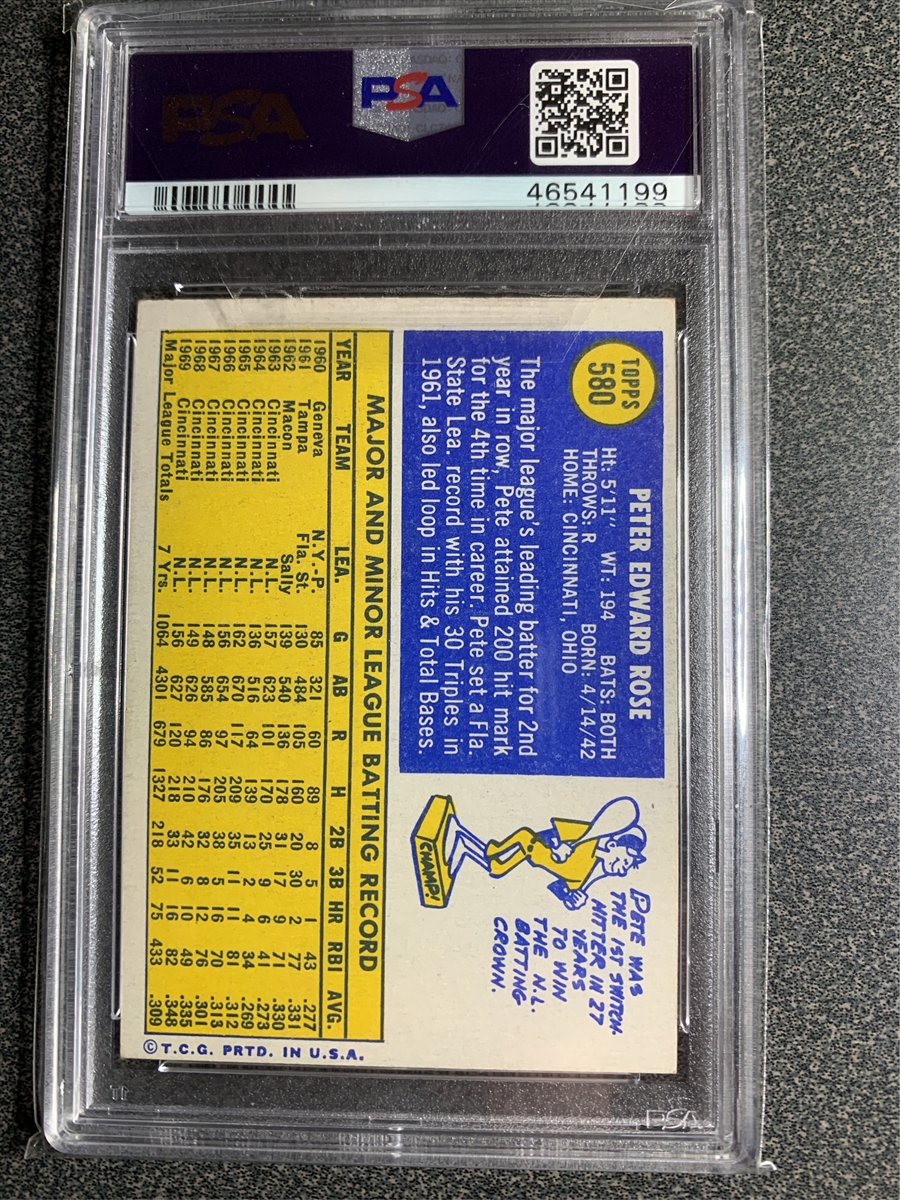 PSA
PSA
46541199
TOPPS
580
PETER EDWARD ROSE
Ht: 5'11" WT: 194 BATS: BOTH
THROWS: R BORN: 4/14/42
HOME: CINCINNATI, OHIO
The major league's leading batter for 2nd
year in row, Pete attained 200 hit mark
for the 4th time in career. Pete set a Fla.
State Lea. record with his 30 Triples in
1961, also led loop in Hits & Total Bases.
PETE WAS
THE 1ST SWITCH-
HITTER IN 27
YEARS
TO WIN
THE N.L.
BATTING
CROWN.
CHAMP!
MAJOR AND MINOR LEAGUE BATTING RECORD
YEAR TEAM LEA. G AB R H 2B 3B HR RBI AVG.
1960 Geneva N.Y.-P. 85 321 60 89 8 5 1 43 .277
1961 Tampa Fla. St. 130 484 105 160 20 30 2 77 .331
1962 Macon Sally 139 540 136 178 31 17 9 71 .330
1963 Cincinnati N.L. 157 623 101 170 25 9 6 41 .273
1964 Cincinnati N.L. 136 516 64 139 13 2 4 34 .269
1965 Cincinnati N.L. 162 670 117 209 35 11 11 81 .312
1966 Cincinnati N.L. 156 654 97 205 38 5 16 70 .313
1967 Cincinnati N.L. 148 585 86 176 32 8 12 76 .301
1968 Cincinnati N.L. 149 626 94 210 42 6 10 49 .335
1969 Cincinnati N.L. 156 627 120 218 33 11 16 82 .348
Major League Totals 7 Yrs. 1064 4301 679 1327 218 52 75 433 .309
© T.C.G. PRTD. IN U.S.A.
PSA